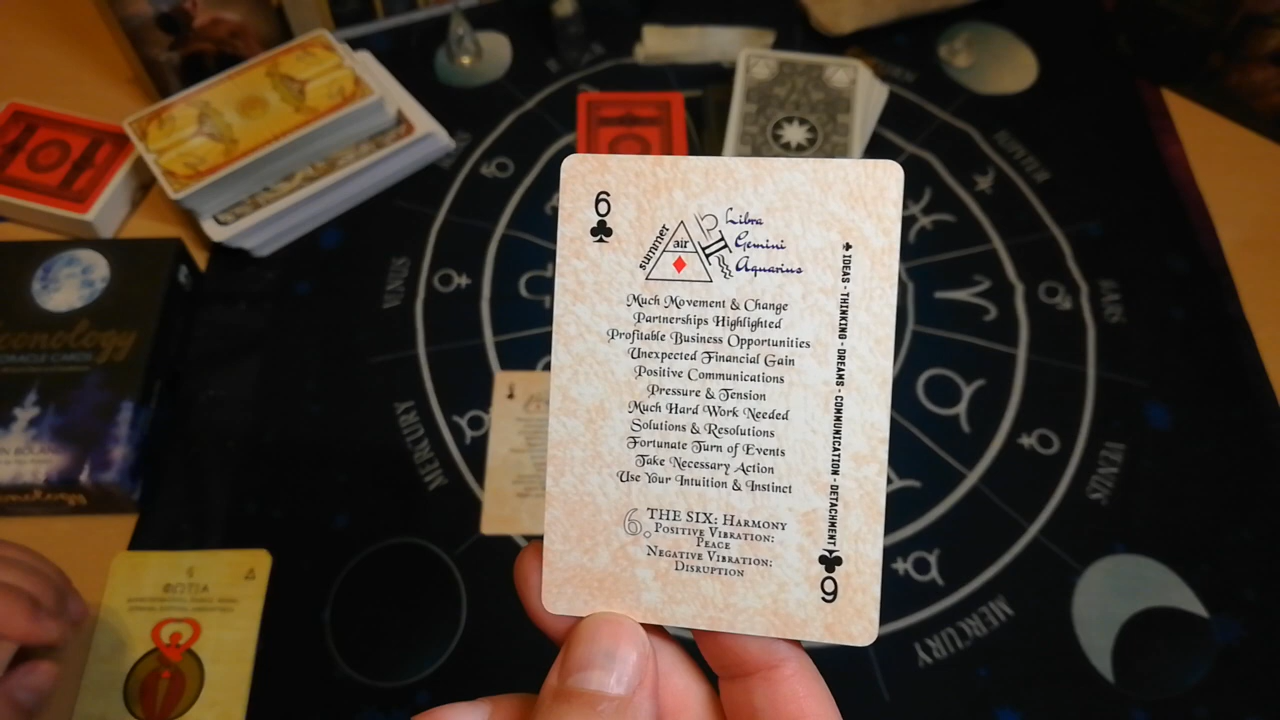 6
summer
air
Libra
Gemini
Aquarius
Much Movement & Change
Partnerships Highlighted
Profitable Business Opportunities
Unexpected Financial Gain
Positive Communications
Pressure & Tension
Much Hard Work Needed
Solutions & Resolutions
Fortunate Turn of Events
Take Necessary Action
Use Your Intuition & Instinct
6. THE SIX: HARMONY
POSITIVE VIBRATION:
PEACE
NEGATIVE VIBRATION:
DISRUPTION
♣ IDEAS - THINKING - DREAMS - COMMUNICATION - DETACHMENT
6
VENUS
MERCURY
MARS
VENUS
MERCURY
ORACLE CARDS
ΦΩΤΙΑ